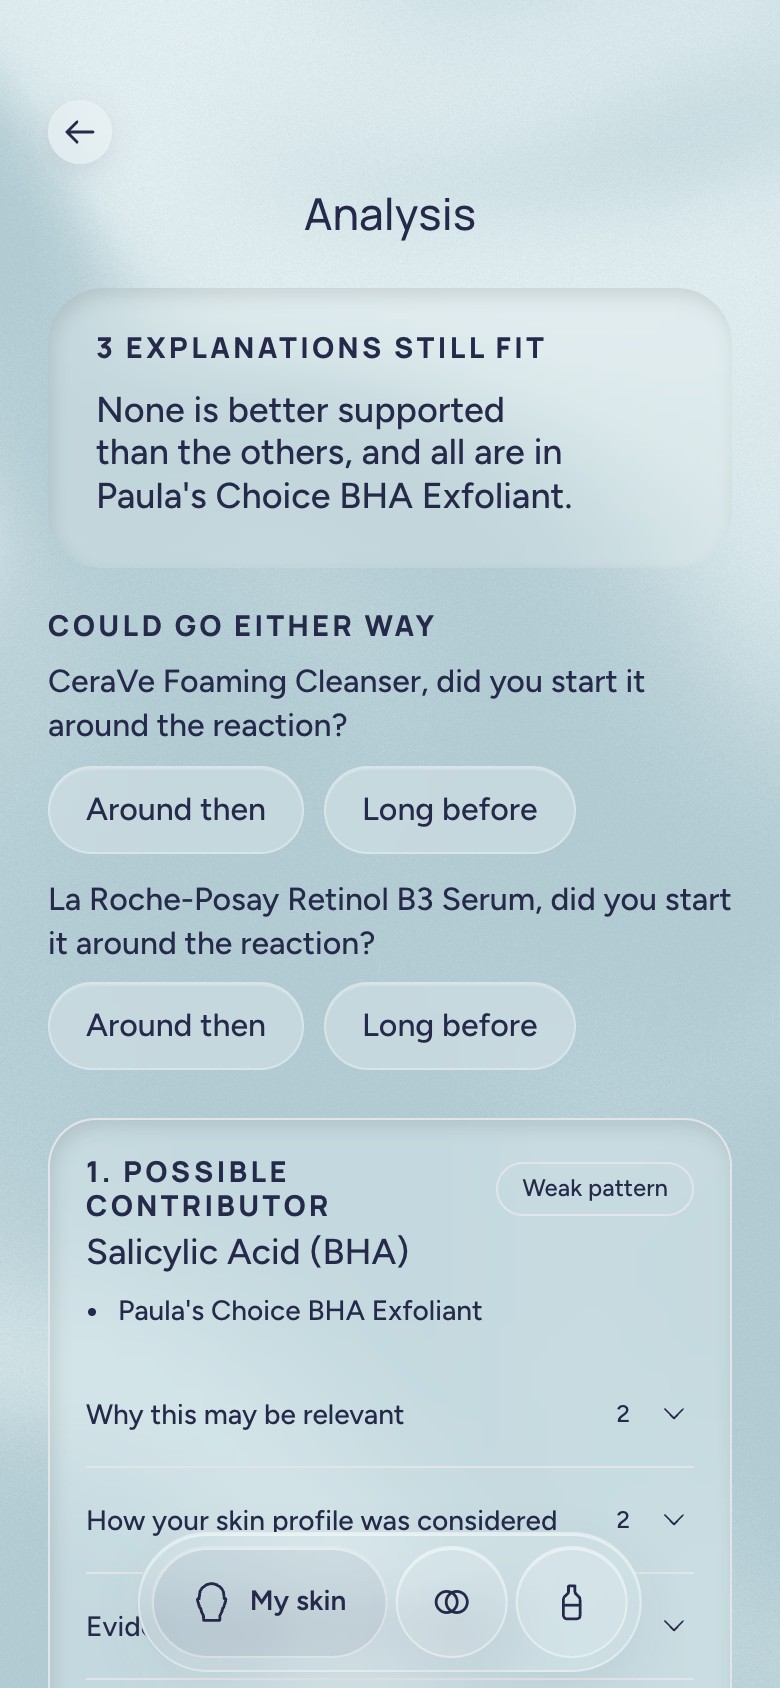 Analysis
3 EXPLANATIONS STILL FIT
None is better supported
than the others, and all are in
Paula's Choice BHA Exfoliant.
COULD GO EITHER WAY
CeraVe Foaming Cleanser, did you start it
around the reaction?
Around then
Long before
La Roche-Posay Retinol B3 Serum, did you start
it around the reaction?
Around then
Long before
1. POSSIBLE
CONTRIBUTOR
Weak pattern
Salicylic Acid (BHA)
• Paula's Choice BHA Exfoliant
Why this may be relevant 2
How your skin profile was considered 2
My skin